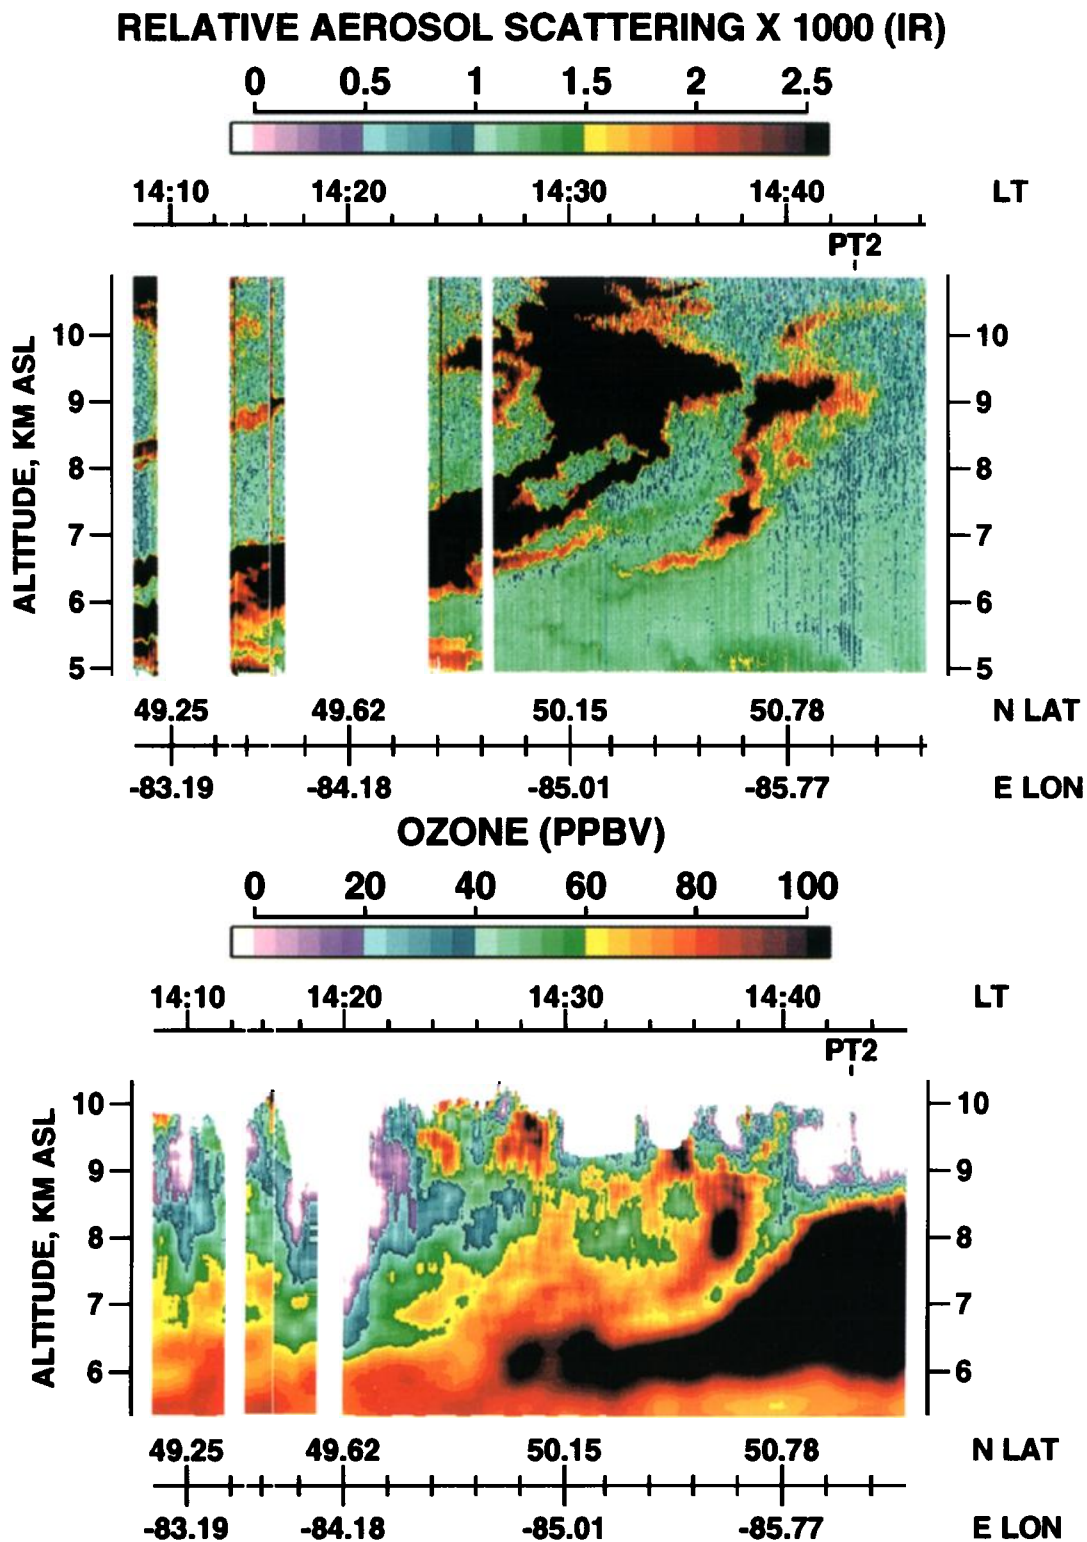 RELATIVE AEROSOL SCATTERING X 1000 (IR)
0 0.5 1 1.5 2 2.5
14:10 14:20 14:30 14:40 LT
PT2
ALTITUDE, KM ASL
10 10
9 9
8 8
7 7
6 6
5 5
49.25 49.62 50.15 50.78 N LAT
-83.19 -84.18 -85.01 -85.77 E LON
OZONE (PPBV)
0 20 40 60 80 100
14:10 14:20 14:30 14:40 LT
PT2
ALTITUDE, KM ASL
10 10
9 9
8 8
7 7
6 6
49.25 49.62 50.15 50.78 N LAT
-83.19 -84.18 -85.01 -85.77 E LON